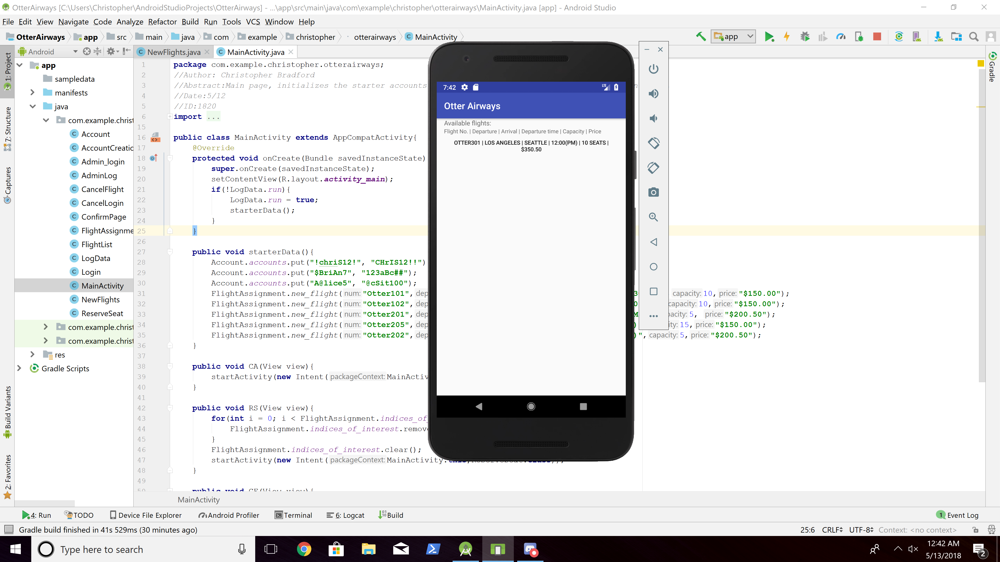 OtterAirways [C:\Users\Christopher\AndroidStudioProjects\OtterAirways] - ...\app\src\main\java\com\example\christopher\otterairways\MainActivity.java [app] - Android Studio
File Edit View Navigate Code Analyze Refactor Build Run Tools VCS Window Help
OtterAirways app src main java com example christopher otterairways MainActivity
app
Android
NewFlights.java
MainActivity.java
1: Project
Z: Structure
Captures
Build Variants
2: Favorites
Gradle
app
sampledata
manifests
java
com.example.christ
Account
AccountCreatic
Admin_login
AdminLog
CancelFlight
CancelLogin
ConfirmPage
FlightAssignme
FlightList
LogData
Login
MainActivity
NewFlights
ReserveSeat
com.example.christ
com.example.christ
res
Gradle Scripts
1 package com.example.christopher.otterairways;
2 //Author: Christopher Bradford
3 //Abstract:Main page, initializes the starter accounts
4 //Date:5/12
5 //ID:1820
6 import ...
15
16 public class MainActivity extends AppCompatActivity{
17 @Override
18 protected void onCreate(Bundle savedInstanceState)
19 super.onCreate(savedInstanceState);
20 setContentView(R.layout.activity_main);
21 if(!LogData.run){
22 LogData.run = true;
23 starterData();
24 }
25 }
26
27 public void starterData(){
28 Account.accounts.put("!chriS12!", "CHrIS12!!")
29 Account.accounts.put("$BriAn7", "123aBc##");
30 Account.accounts.put("A@lice5", "@cSit100");
31 FlightAssignment.new_flight( num: "Otter101", dep capacity: 10, price: "$150.00");
32 FlightAssignment.new_flight( num: "Otter102", dep capacity: 10, price: "$150.00");
33 FlightAssignment.new_flight( num: "Otter201", dep pacity: 5, price: "$200.50");
34 FlightAssignment.new_flight( num: "Otter205", dep ity: 15, price: "$150.00");
35 FlightAssignment.new_flight( num: "Otter202", dep )", capacity: 5, price: "$200.50");
36 }
37
38 public void CA(View view){
39 startActivity(new Intent( packageContext: MainActiv
40 }
41
42 public void RS(View view){
43 for(int i = 0; i < FlightAssignment.indices_of_
44 FlightAssignment.indices_of_interest.remov
45 }
46 FlightAssignment.indices_of_interest.clear();
47 startActivity(new Intent( packageContext: MainActivity.
48 }
49
50 public void CF(View view){
MainActivity
7:42
LTE
Otter Airways
Available flights:
Flight No. | Departure | Arrival | Departure time | Capacity | Price
OTTER301 | LOS ANGELES | SEATTLE | 12:00(PM) | 10 SEATS |
$350.50
4: Run TODO Device File Explorer Android Profiler Terminal 6: Logcat Build
1 Event Log
Gradle build finished in 41s 529ms (30 minutes ago)
25:6 CRLF UTF-8 Context: <no context>
Type here to search
12:42 AM
5/13/2018
2